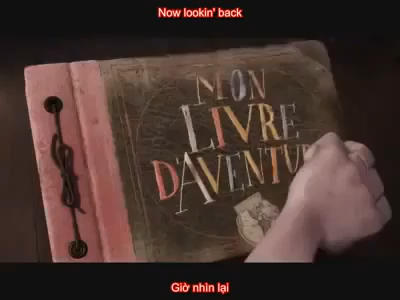 Now lookin' back
MON
LIVRE
D'AVENTU
Giờ nhìn lại